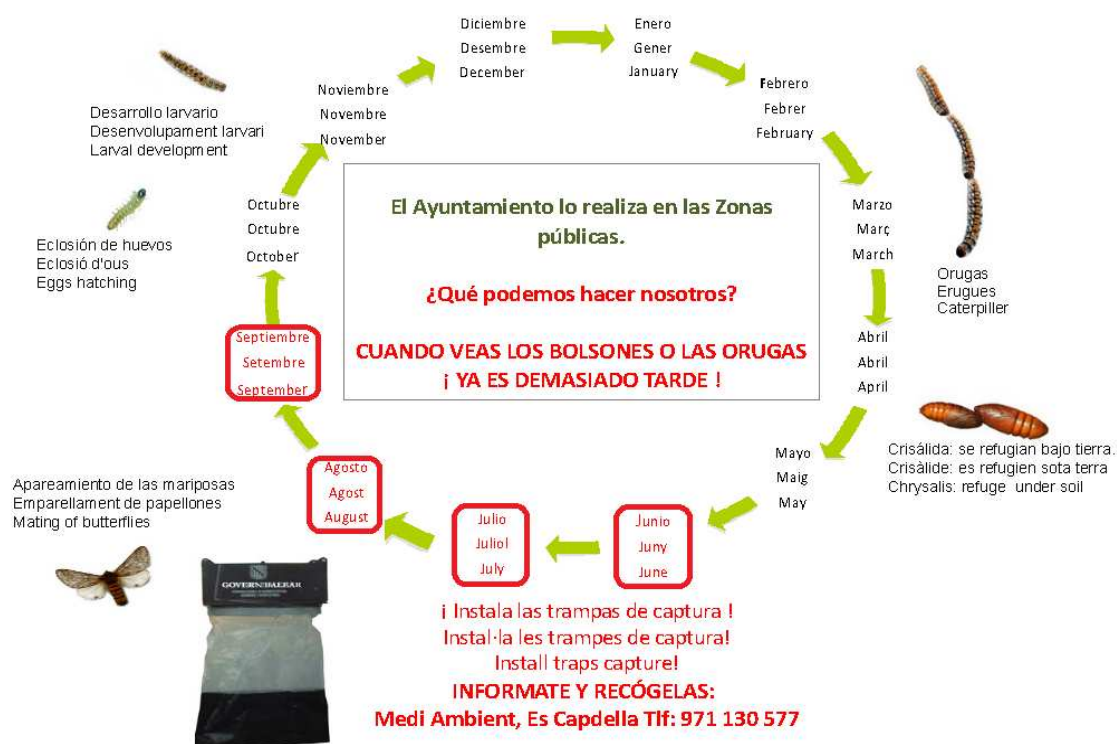 Diciembre
Desembre
December
Enero
Gener
January
Febrero
Febrer
February
Noviembre
Novembre
November
Desarrollo larvario
Desenvolupament larvari
Larval development
Octubre
Octubre
October
Eclosión de huevos
Eclosió d'ous
Eggs hatching
El Ayuntamiento lo realiza en las Zonas
públicas.
¿Qué podemos hacer nosotros?
CUANDO VEAS LOS BOLSONES O LAS ORUGAS
¡ YA ES DEMASIADO TARDE !
Marzo
Març
March
Orugas
Erugues
Caterpiller
Septiembre
Setembre
September
Abril
Abril
April
Crisálida: se refugian bajo tierra.
Crisàlide: es refugien sota terra
Chrysalis: refuge under soil
Mayo
Maig
May
Agosto
Agost
August
Apareamiento de las mariposas
Emparellament de papellones
Mating of butterflies
Julio
Juliol
July
Junio
Juny
June
GOVERN BALEAR
¡ Instala las trampas de captura !
Instal·la les trampes de captura!
Install traps capture!
INFORMATE Y RECÓGELAS:
Medi Ambient, Es Capdella Tlf: 971 130 577